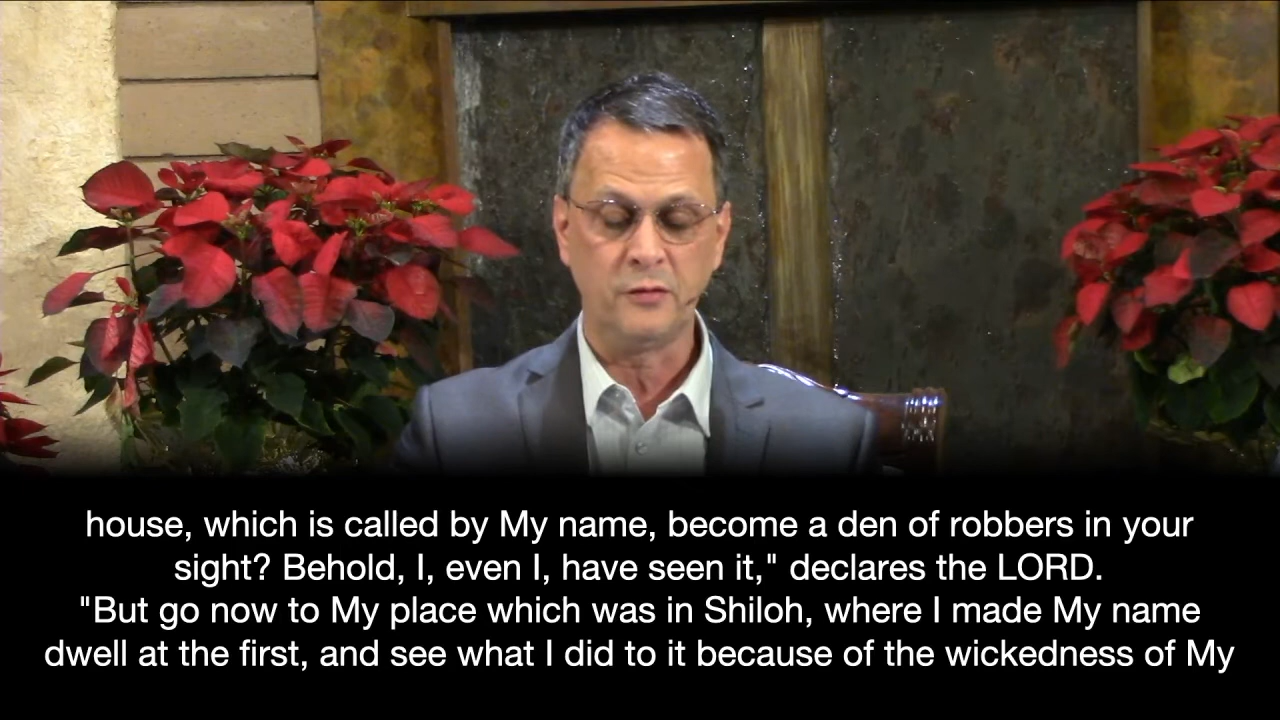 house, which is called by My name, become a den of robbers in your
sight? Behold, I, even I, have seen it," declares the LORD.
"But go now to My place which was in Shiloh, where I made My name
dwell at the first, and see what I did to it because of the wickedness of My